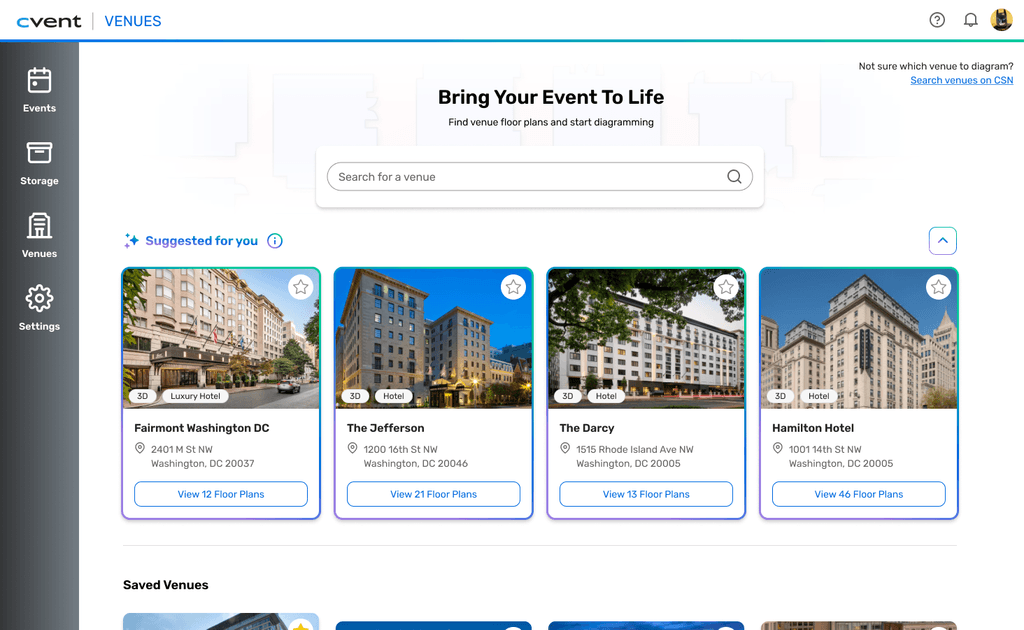 cvent
VENUES
Not sure which venue to diagram?
Search venues on CSN
Events
Storage
Venues
Settings
Bring Your Event To Life
Find venue floor plans and start diagramming
Search for a venue
Suggested for you
3D
Luxury Hotel
Fairmont Washington DC
2401 M St NW
Washington, DC 20037
View 12 Floor Plans
3D
Hotel
The Jefferson
1200 16th St NW
Washington, DC 20046
View 21 Floor Plans
3D
Hotel
The Darcy
1515 Rhode Island Ave NW
Washington, DC 20005
View 13 Floor Plans
3D
Hotel
Hamilton Hotel
1001 14th St NW
Washington, DC 20005
View 46 Floor Plans
Saved Venues